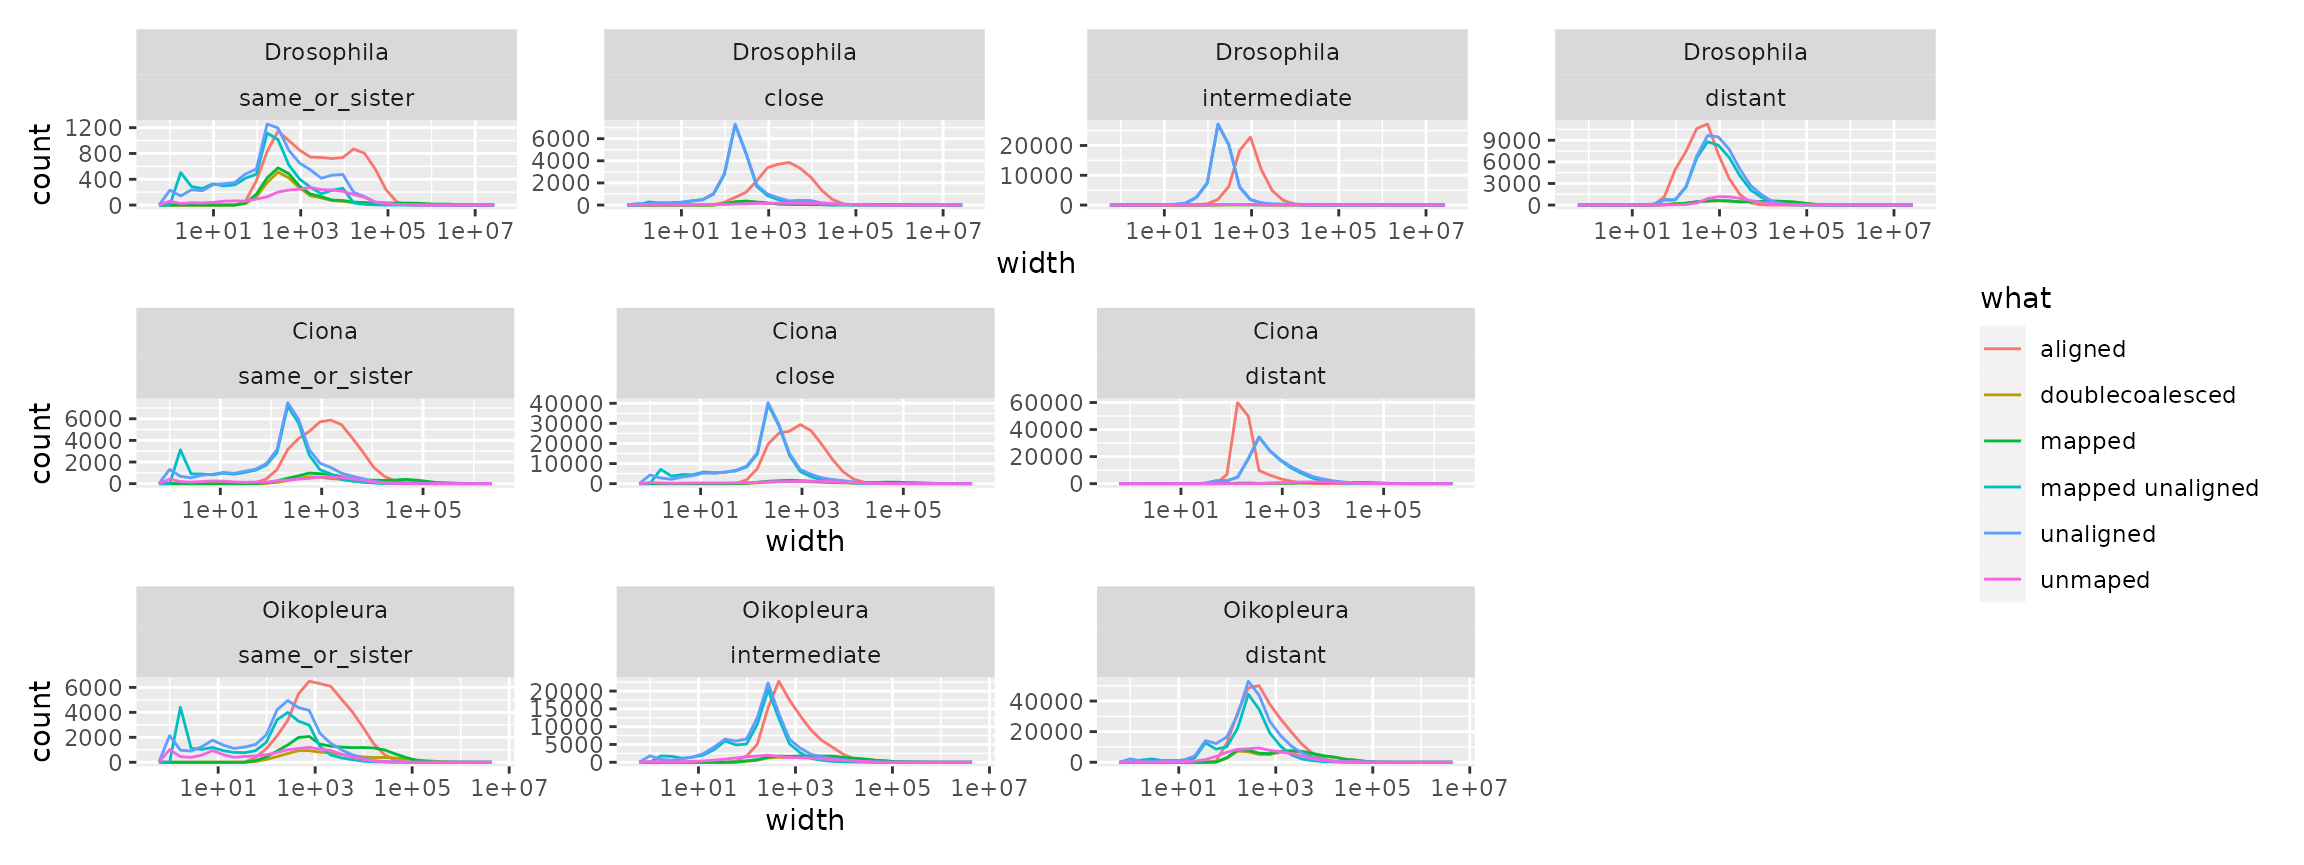 Drosophila Drosophila Drosophila Drosophila
same_or_sister close intermediate distant
count
1200
800
400
0
6000
4000
2000
0
20000
10000
0
9000
6000
3000
0
1e+01 1e+03 1e+05 1e+07 1e+01 1e+03 1e+05 1e+07 1e+01 1e+03 1e+05 1e+07 1e+01 1e+03 1e+05 1e+07
width
Ciona Ciona Ciona
same_or_sister close distant
count
6000
4000
2000
0
40000
30000
20000
10000
0
60000
40000
20000
0
1e+01 1e+03 1e+05 1e+01 1e+03 1e+05 1e+01 1e+03 1e+05
width
Oikopleura Oikopleura Oikopleura
same_or_sister intermediate distant
count
6000
4000
2000
0
20000
15000
10000
5000
0
40000
20000
0
1e+01 1e+03 1e+05 1e+07 1e+01 1e+03 1e+05 1e+07 1e+01 1e+03 1e+05 1e+07
width
what
aligned
doublecoalesced
mapped
mapped unaligned
unaligned
unmaped